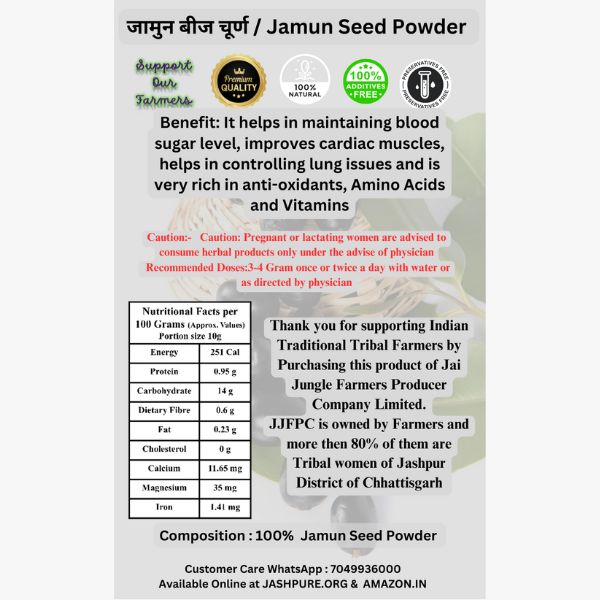 जामुन बीज चूर्ण / Jamun Seed Powder
Support
Our
Farmers
Premium
QUALITY
100%
NATURAL
100%
ADDITIVES
FREE
PRESERVATIVES FREE
PRESERVATIVES FREE
Benefit: It helps in maintaining blood
sugar level, improves cardiac muscles,
helps in controlling lung issues and is
very rich in anti-oxidants, Amino Acids
and Vitamins
Caution:- Caution: Pregnant or lactating women are advised to
consume herbal products only under the advise of physician
Recommended Doses:3-4 Gram once or twice a day with water or
as directed by physician
Nutritional Facts per
100 Grams (Approx. Values)
Portion size 10g
Energy 251 Cal
Protein 0.95 g
Carbohydrate 14 g
Dietary Fibre 0.6 g
Fat 0.23 g
Cholesterol 0 g
Calcium 11.65 mg
Magnesium 35 mg
Iron 1.41 mg
Thank you for supporting Indian
Traditional Tribal Farmers by
Purchasing this product of Jai
Jungle Farmers Producer
Company Limited.
JJFPC is owned by Farmers and
more then 80% of them are
Tribal women of Jashpur
District of Chhattisgarh
Composition : 100% Jamun Seed Powder
Customer Care WhatsApp : 7049936000
Available Online at JASHPURE.ORG & AMAZON.IN